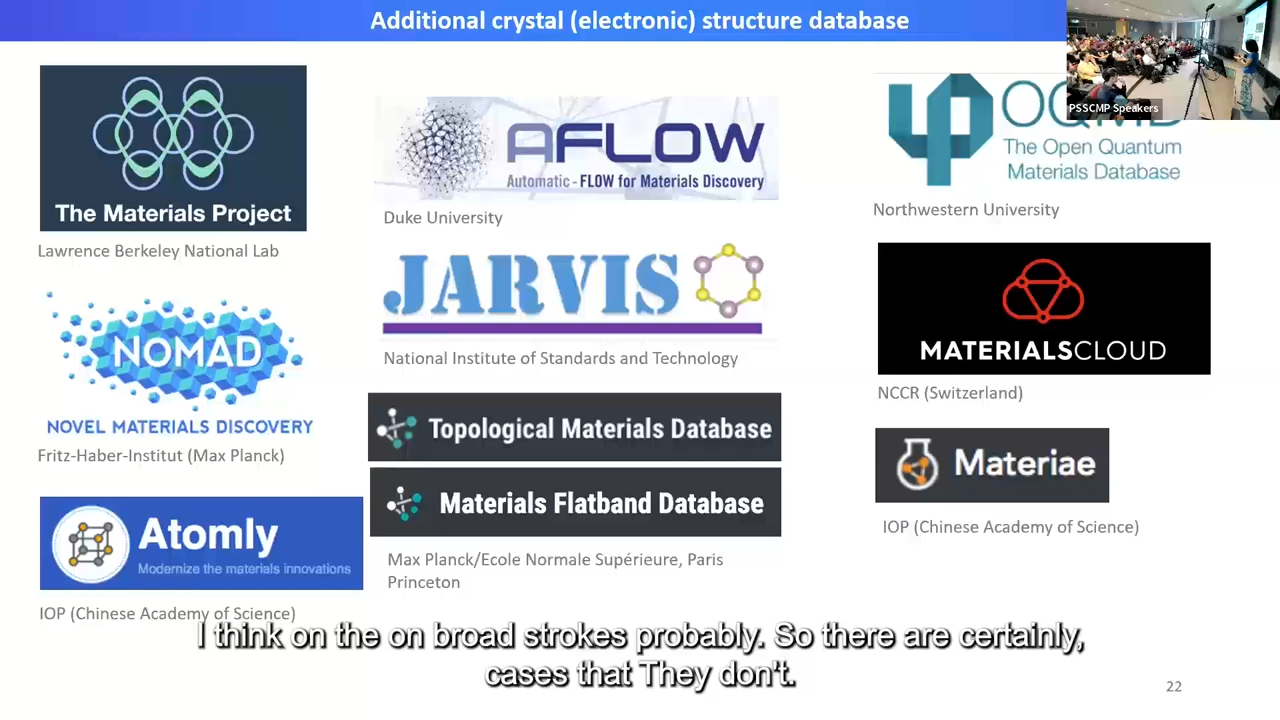 Additional crystal (electronic) structure database
PSSCMP Speakers
The Materials Project
Lawrence Berkeley National Lab
AFLOW
Automatic - FLOW for Materials Discovery
Duke University
The Open Quantum
Materials Database
Northwestern University
NOMAD
NOVEL MATERIALS DISCOVERY
Fritz-Haber-Institut (Max Planck)
JARVIS
National Institute of Standards and Technology
MATERIALSCLOUD
NCCR (Switzerland)
Topological Materials Database
Materials Flatband Database
Max Planck/Ecole Normale Supérieure, Paris
Princeton
Materiae
IOP (Chinese Academy of Science)
Atomly
Modernize the materials innovations
IOP (Chinese Academy of Science)
I think on the on broad strokes probably. So there are certainly,
cases that They don't.
22